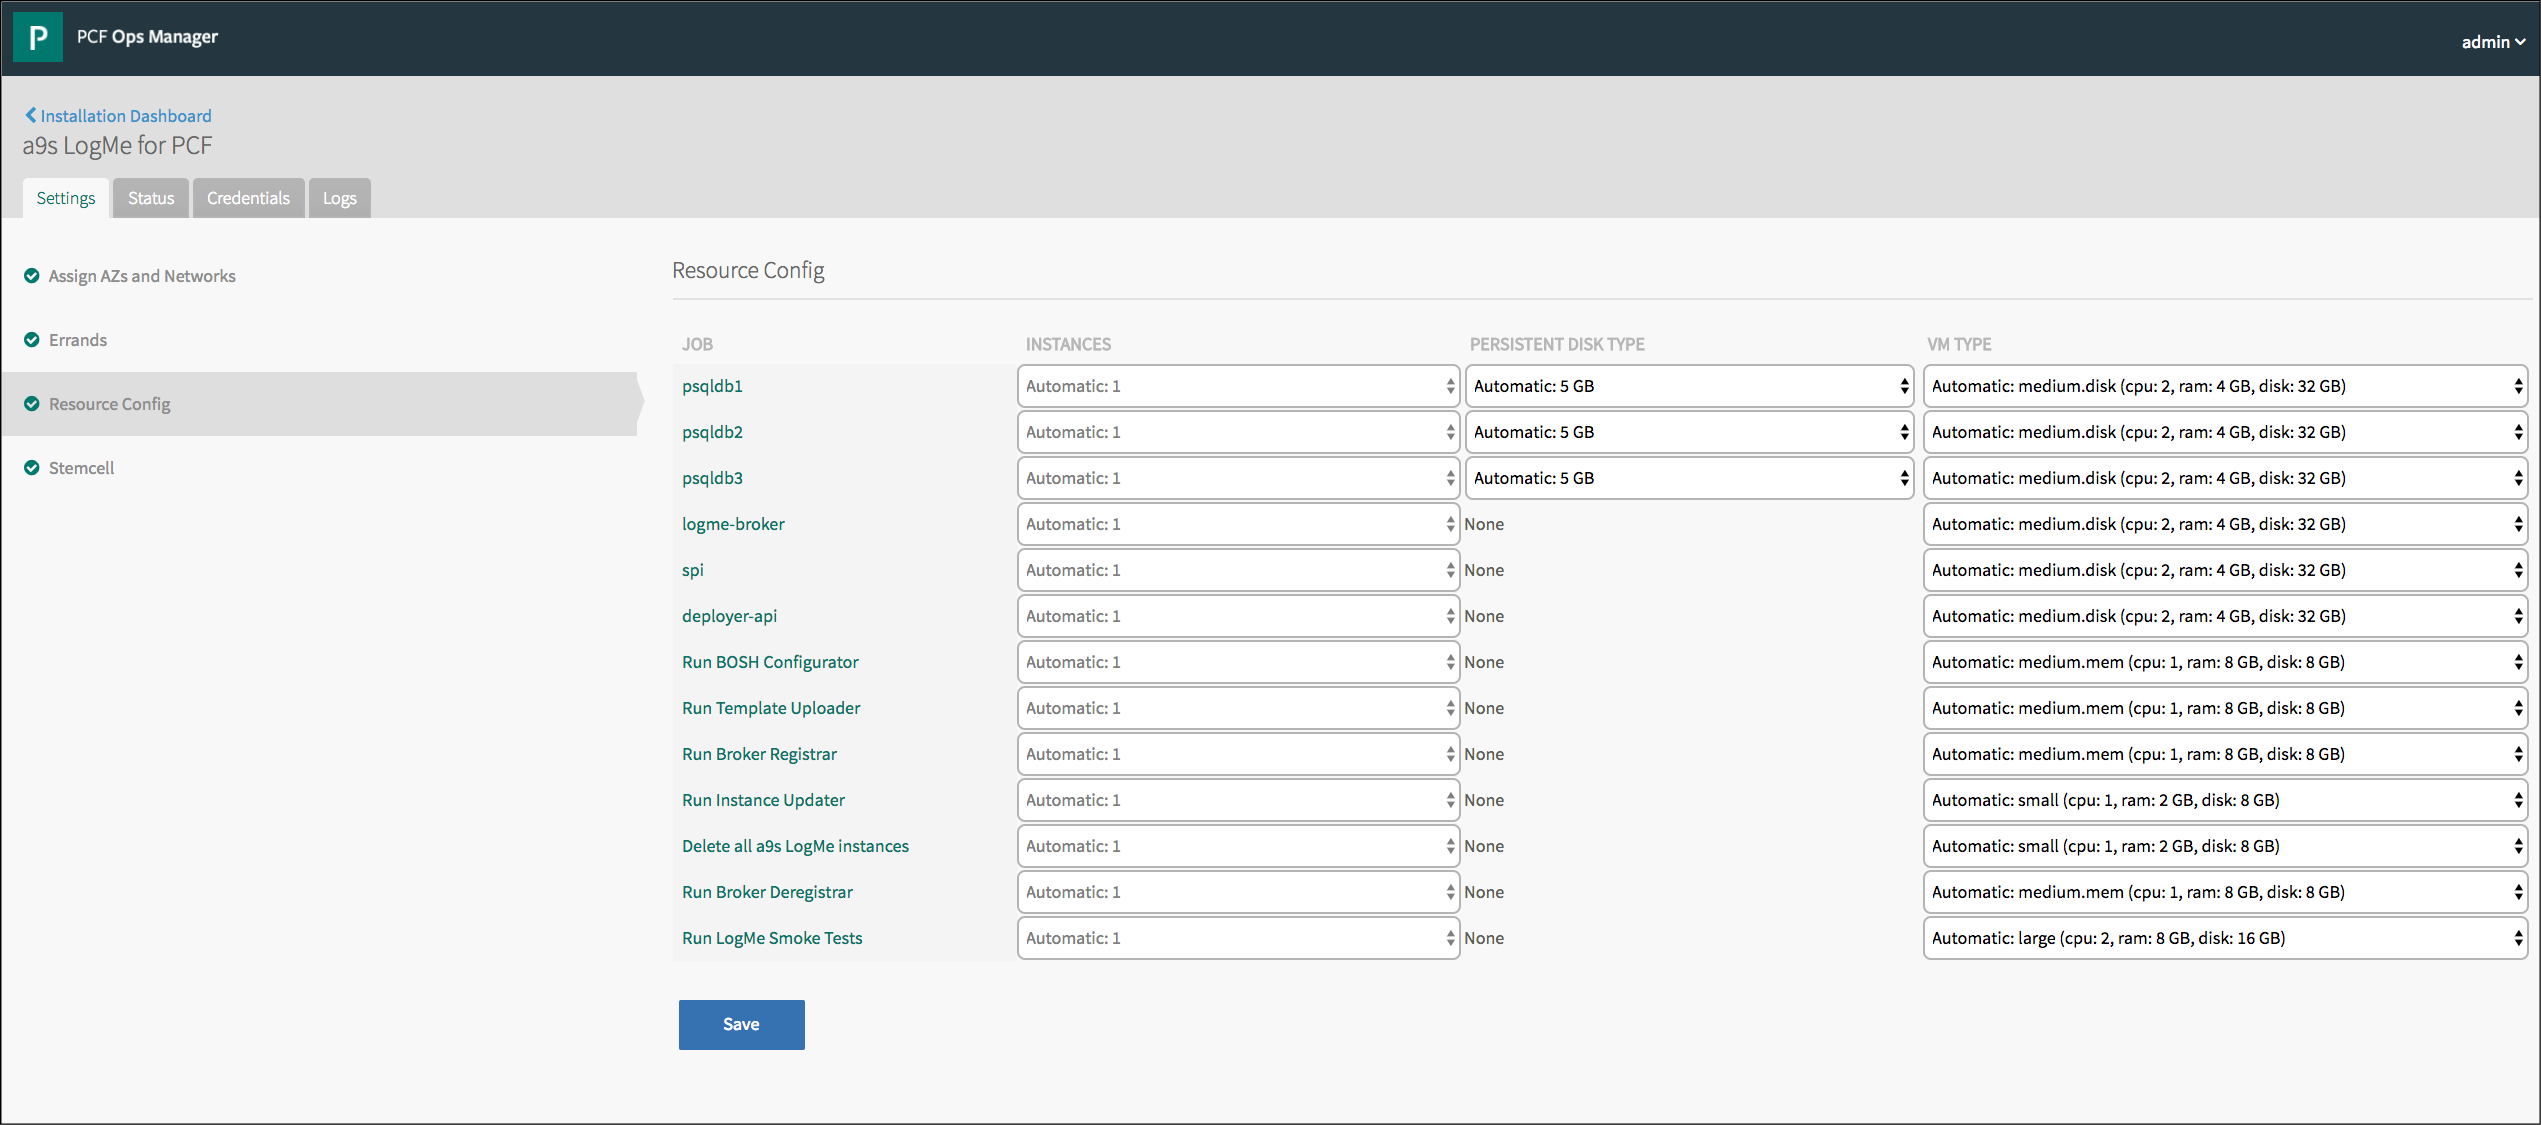 P PCF Ops Manager admin
Installation Dashboard
a9s LogMe for PCF
Settings Status Credentials Logs
Assign AZs and Networks
Errands
Resource Config
Stemcell
Resource Config
JOB INSTANCES PERSISTENT DISK TYPE VM TYPE
psqldb1 Automatic: 1 Automatic: 5 GB Automatic: medium.disk (cpu: 2, ram: 4 GB, disk: 32 GB)
psqldb2 Automatic: 1 Automatic: 5 GB Automatic: medium.disk (cpu: 2, ram: 4 GB, disk: 32 GB)
psqldb3 Automatic: 1 Automatic: 5 GB Automatic: medium.disk (cpu: 2, ram: 4 GB, disk: 32 GB)
logme-broker Automatic: 1 None Automatic: medium.disk (cpu: 2, ram: 4 GB, disk: 32 GB)
spi Automatic: 1 None Automatic: medium.disk (cpu: 2, ram: 4 GB, disk: 32 GB)
deployer-api Automatic: 1 None Automatic: medium.disk (cpu: 2, ram: 4 GB, disk: 32 GB)
Run BOSH Configurator Automatic: 1 None Automatic: medium.mem (cpu: 1, ram: 8 GB, disk: 8 GB)
Run Template Uploader Automatic: 1 None Automatic: medium.mem (cpu: 1, ram: 8 GB, disk: 8 GB)
Run Broker Registrar Automatic: 1 None Automatic: medium.mem (cpu: 1, ram: 8 GB, disk: 8 GB)
Run Instance Updater Automatic: 1 None Automatic: small (cpu: 1, ram: 2 GB, disk: 8 GB)
Delete all a9s LogMe instances Automatic: 1 None Automatic: small (cpu: 1, ram: 2 GB, disk: 8 GB)
Run Broker Deregistrar Automatic: 1 None Automatic: medium.mem (cpu: 1, ram: 8 GB, disk: 8 GB)
Run LogMe Smoke Tests Automatic: 1 None Automatic: large (cpu: 2, ram: 8 GB, disk: 16 GB)
Save